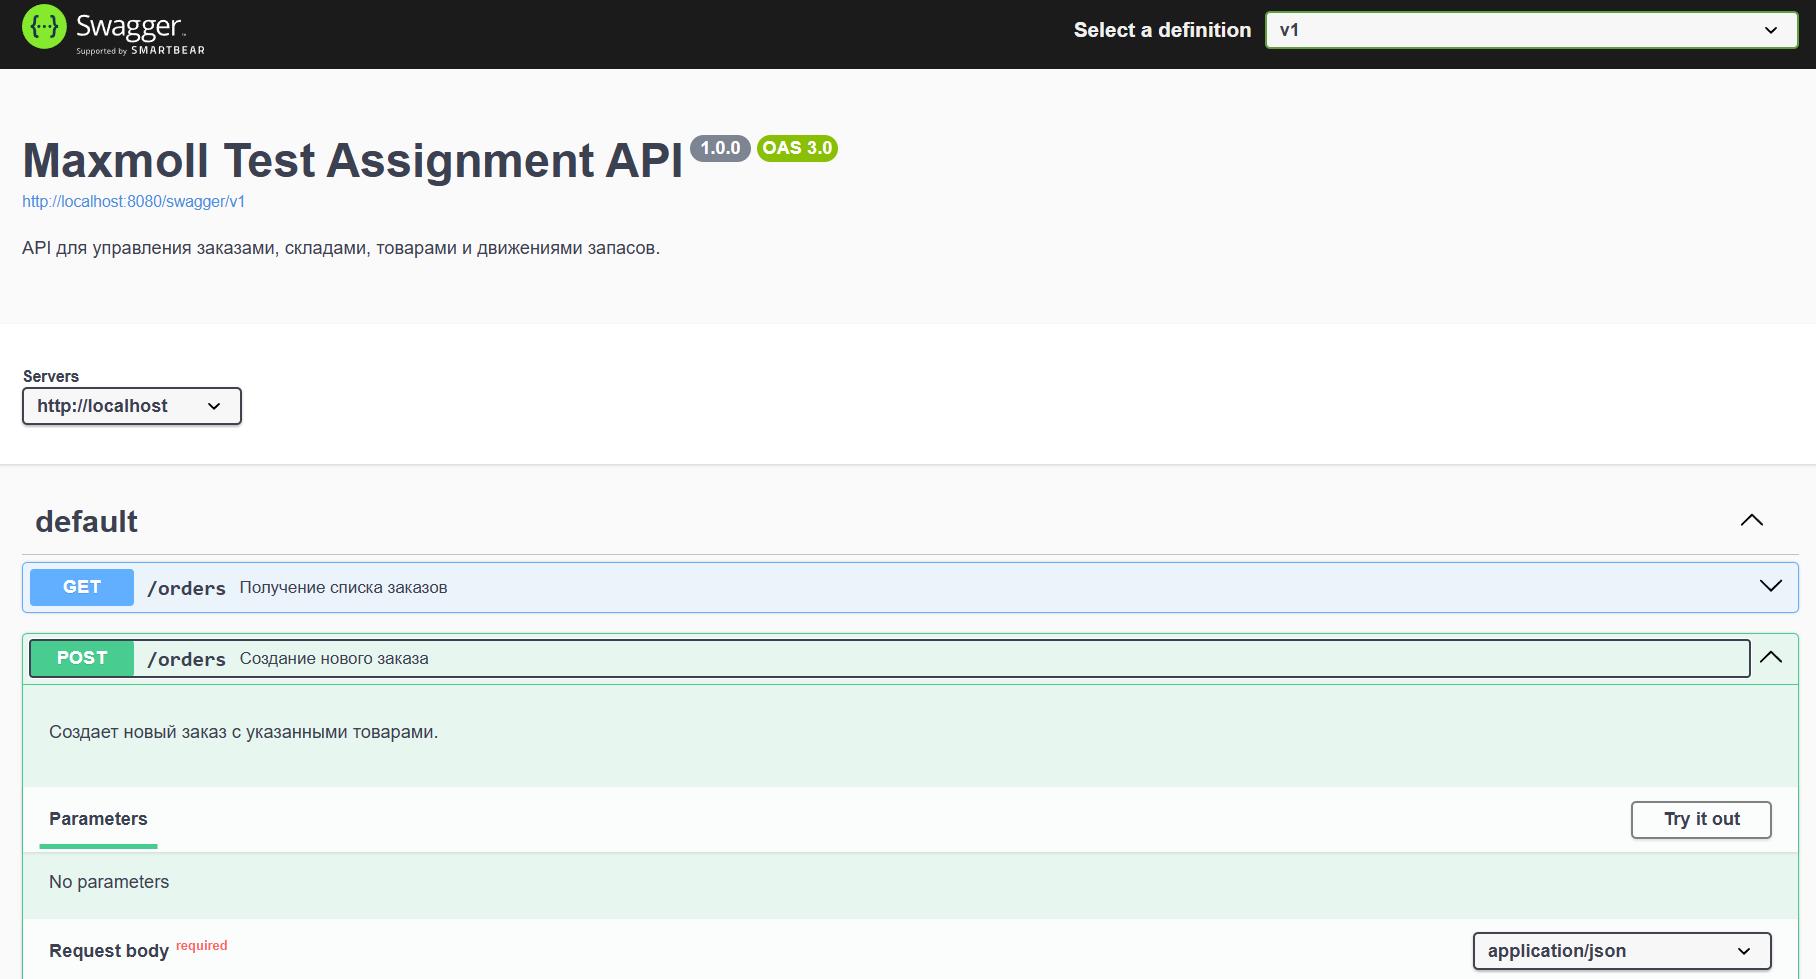 Swagger
Supported by SMARTBEAR
Select a definition
v1
Maxmoll Test Assignment API 1.0.0 OAS 3.0
http://localhost:8080/swagger/v1
API для управления заказами, складами, товарами и движениями запасов.
Servers
http://localhost
default
GET /orders Получение списка заказов
POST /orders Создание нового заказа
Создает новый заказ с указанными товарами.
Parameters
Try it out
No parameters
Request body required
application/json